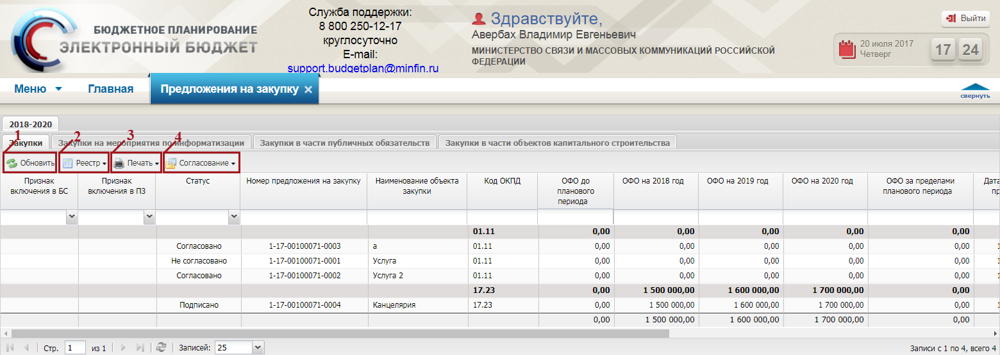 БЮДЖЕТНОЕ ПЛАНИРОВАНИЕ
ЭЛЕКТРОННЫЙ БЮДЖЕТ
Служба поддержки:
8 800 250-12-17
круглосуточно
E-mail:
support.budgetplan@minfin.ru
Здравствуйте,
Авербах Владимир Евгеньевич
МИНИСТЕРСТВО СВЯЗИ И МАССОВЫХ КОММУНИКАЦИЙ РОССИЙСКОЙ
ФЕДЕРАЦИИ
Выйти
20 июля 2017
Четверг
17 24
Меню Главная Предложения на закупку
свернуть
2018-2020
1 2 3 4
Закупки Закупки на мероприятия по информатизации Закупки в части публичных обязательств Закупки в части объектов капитального строительства
Обновить Реестр Печать Согласование
Признак включения в БС Признак включения в ПЗ Статус Номер предложения на закупку Наименование объекта закупки Код ОКПД ОФО до планового периода ОФО на 2018 год ОФО на 2019 год ОФО на 2020 год ОФО за пределами планового периода
01.11 0,00 0,00 0,00 0,00 0,00
Согласовано 1-17-00100071-0003 а 01.11 0,00 0,00 0,00 0,00 0,00
Не согласовано 1-17-00100071-0001 Услуга 01.11 0,00 0,00 0,00 0,00 0,00
Согласовано 1-17-00100071-0002 Услуга 2 01.11 0,00 0,00 0,00 0,00 0,00
17.23 0,00 1 500 000,00 1 600 000,00 1 700 000,00 0,00
Подписано 1-17-00100071-0004 Канцелярия 17.23 0,00 1 500 000,00 1 600 000,00 1 700 000,00 0,00
0,00 1 500 000,00 1 600 000,00 1 700 000,00 0,00
Стр. 1 из 1 Записей: 25 Записи с 1 по 4, всего 4